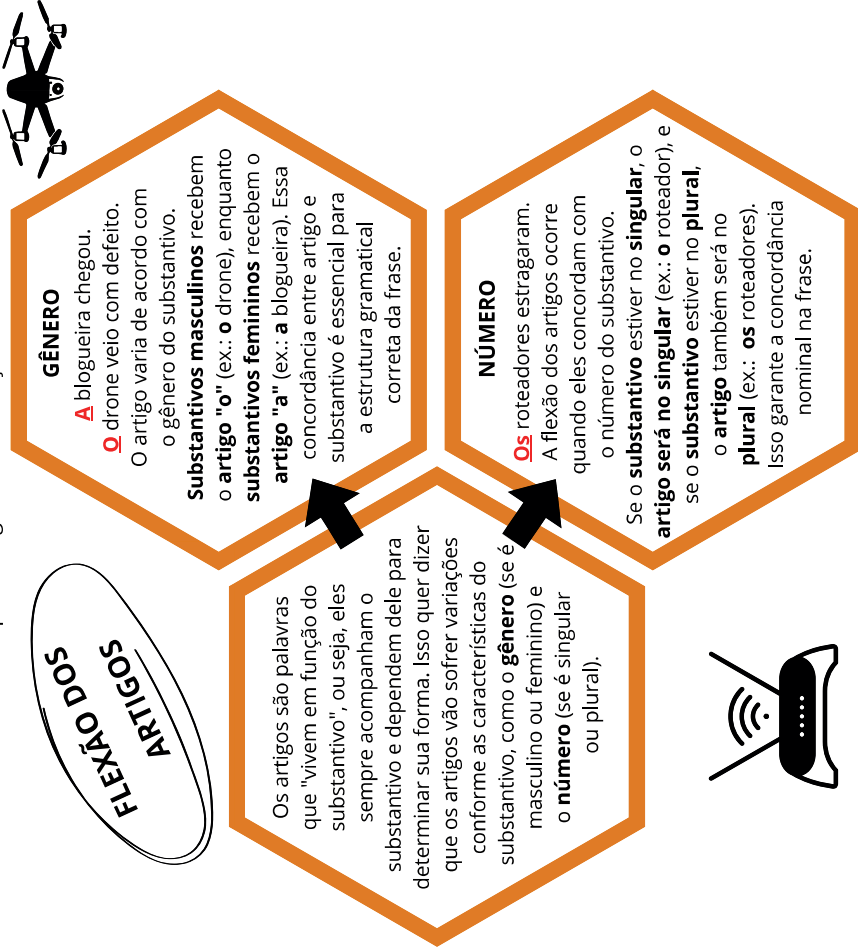 FLEXÃO DOS
ARTIGOS
Os artigos são palavras
que "vivem em função do
substantivo", ou seja, eles
sempre acompanham o
substantivo e dependem dele para
determinar sua forma. Isso quer dizer
que os artigos vão sofrer variações
conforme as características do
substantivo, como o gênero (se é
masculino ou feminino) e
o número (se é singular
ou plural).
GÊNERO
A blogueira chegou.
O drone veio com defeito.
O artigo varia de acordo com
o gênero do substantivo.
Substantivos masculinos recebem
o artigo "o" (ex.: o drone), enquanto
substantivos femininos recebem o
artigo "a" (ex.: a blogueira). Essa
concordância entre artigo e
substantivo é essencial para
a estrutura gramatical
correta da frase.
NÚMERO
Os roteadores estragaram.
A flexão dos artigos ocorre
quando eles concordam com
o número do substantivo.
Se o substantivo estiver no singular, o
artigo será no singular (ex.: o roteador), e
se o substantivo estiver no plural,
o artigo também será no
plural (ex.: os roteadores).
Isso garante a concordância
nominal na frase.